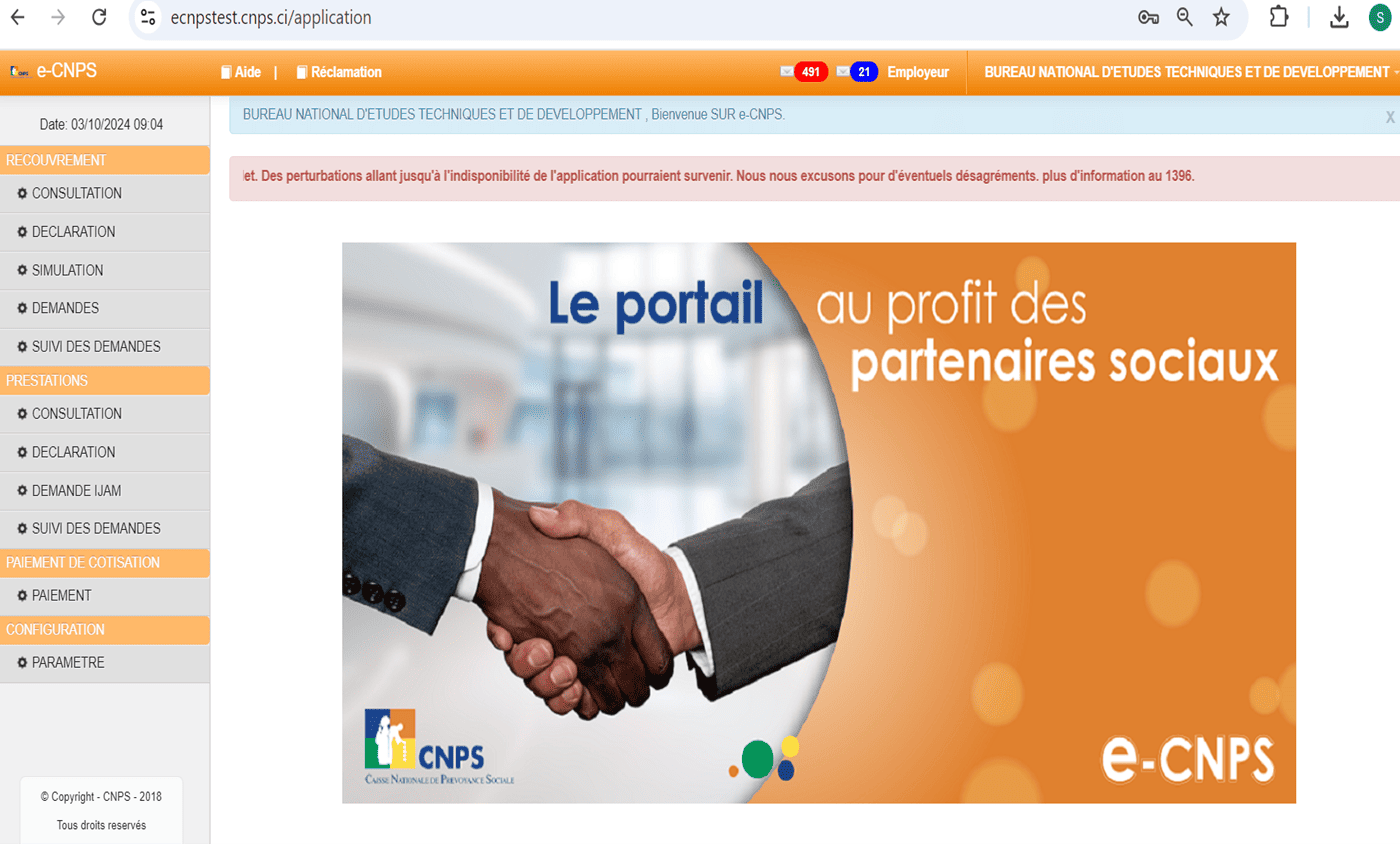 ecnpstest.cnps.ci/application
S
e-CNPS
Aide | Réclamation
491
21
Employeur
BUREAU NATIONAL D'ETUDES TECHNIQUES ET DE DEVELOPPEMENT
Date: 03/10/2024 09:04
BUREAU NATIONAL D'ETUDES TECHNIQUES ET DE DEVELOPPEMENT , Bienvenue SUR e-CNPS.
x
et. Des perturbations allant jusqu'à l'indisponibilité de l'application pourraient survenir. Nous nous excusons pour d'éventuels désagréments. plus d'information au 1396.
RECOUVREMENT
CONSULTATION
DECLARATION
SIMULATION
DEMANDES
SUIVI DES DEMANDES
PRESTATIONS
CONSULTATION
DECLARATION
DEMANDE IJAM
SUIVI DES DEMANDES
PAIEMENT DE COTISATION
PAIEMENT
CONFIGURATION
PARAMETRE
© Copyright - CNPS - 2018
Tous droits reservés
Le portail au profit des
partenaires sociaux
CNPS
CAISSE NATIONALE DE PREVOYANCE SOCIALE
e-CNPS